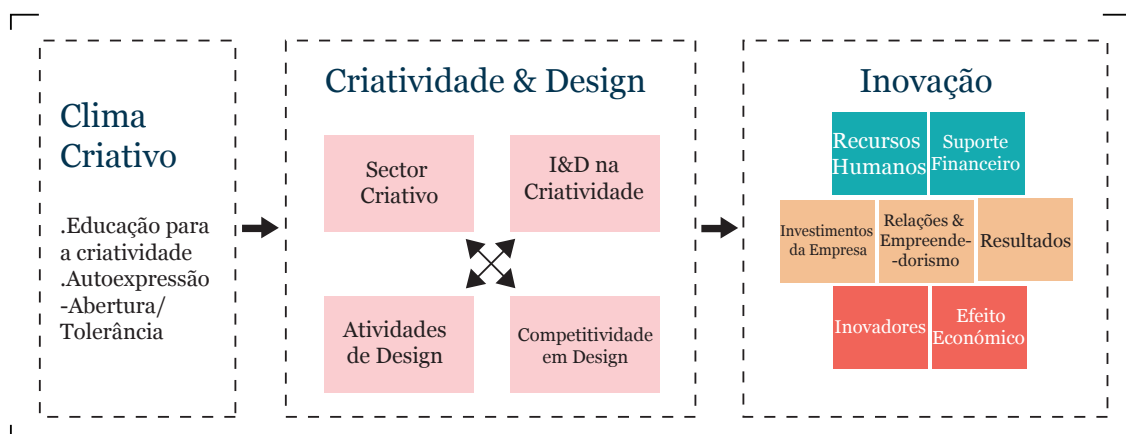 Clima
Criativo
.Educação para
a criatividade
.Autoexpressão
-Abertura/
Tolerância
Criatividade & Design
Sector
Criativo
I&D na
Criatividade
Atividades
de Design
Competitividade
em Design
Inovação
Recursos
Humanos
Suporte
Financeiro
Investimentos
da Empresa
Relações &
Empreende-
-dorismo
Resultados
Inovadores
Efeito
Económico